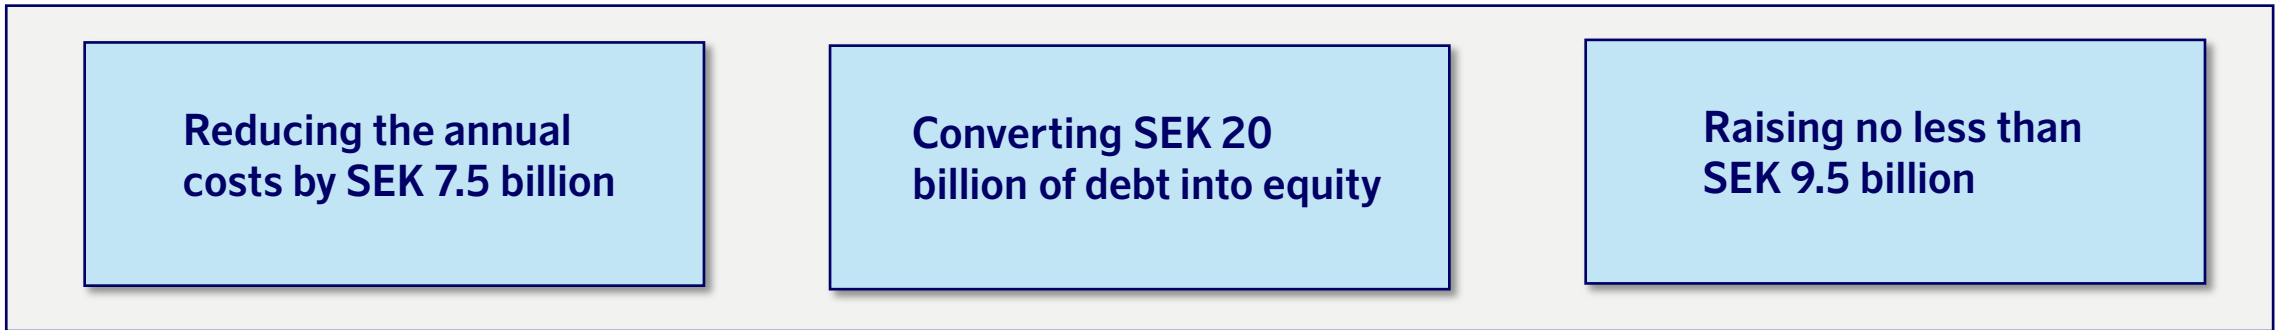 Reducing the annual
costs by SEK 7.5 billion
Converting SEK 20
billion of debt into equity
Raising no less than
SEK 9.5 billion